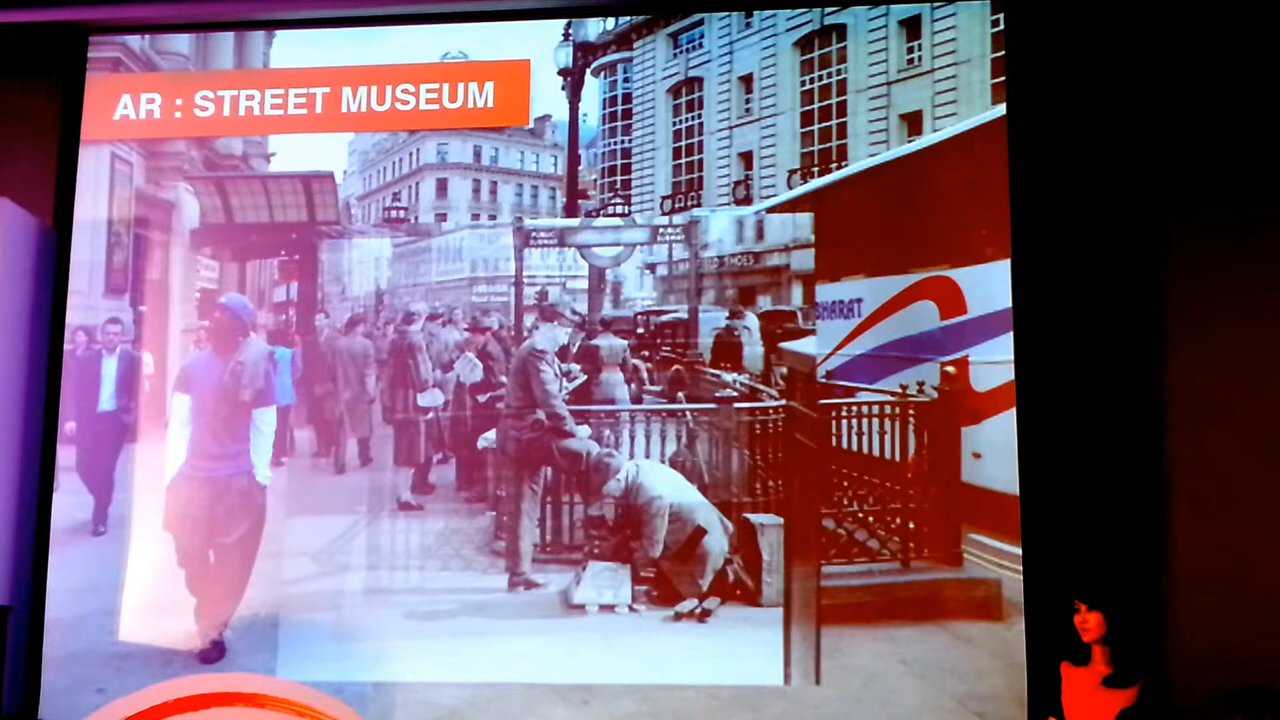 AR : STREET MUSEUM
PUBLIC
SUBWAY
PUBLIC
SUBWAY
SHOES
BHARAT